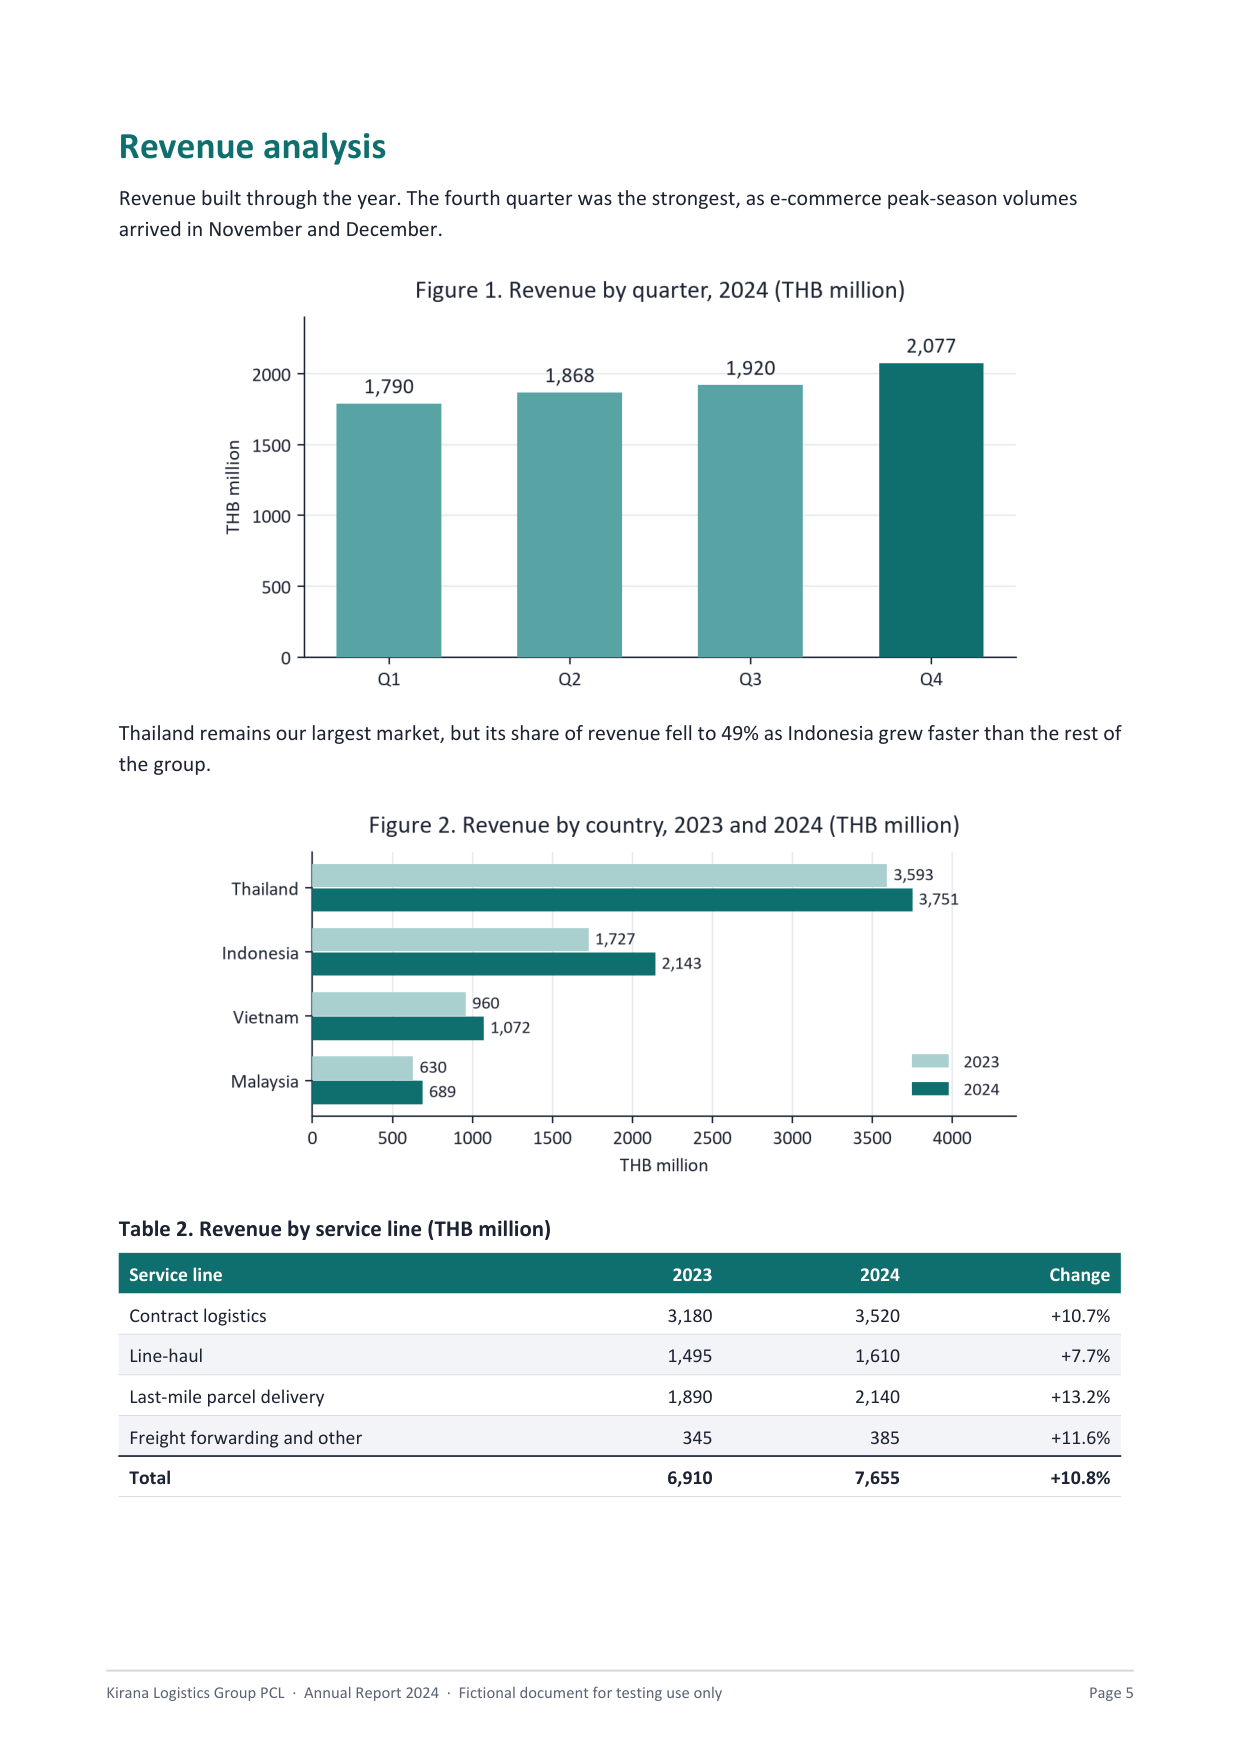 Revenue analysis
Revenue built through the year. The fourth quarter was the strongest, as e-commerce peak-season volumes
arrived in November and December.
Figure 1. Revenue by quarter, 2024 (THB million)
THB million
2000
1500
1000
500
0
1,790
1,868
1,920
2,077
Q1
Q2
Q3
Q4
Thailand remains our largest market, but its share of revenue fell to 49% as Indonesia grew faster than the rest of
the group.
Figure 2. Revenue by country, 2023 and 2024 (THB million)
Thailand
3,593
3,751
Indonesia
1,727
2,143
Vietnam
960
1,072
Malaysia
630
689
2023
2024
0 500 1000 1500 2000 2500 3000 3500 4000
THB million
Table 2. Revenue by service line (THB million)
Service line 2023 2024 Change
Contract logistics 3,180 3,520 +10.7%
Line-haul 1,495 1,610 +7.7%
Last-mile parcel delivery 1,890 2,140 +13.2%
Freight forwarding and other 345 385 +11.6%
Total 6,910 7,655 +10.8%
Kirana Logistics Group PCL · Annual Report 2024 · Fictional document for testing use only Page 5